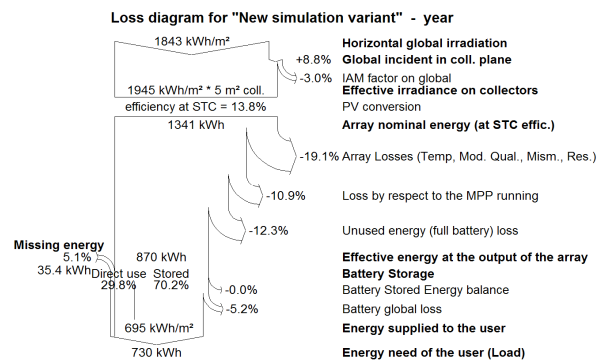 Loss diagram for "New simulation variant" - year
1843 kWh/m²
Horizontal global irradiation
+8.8% Global incident in coll. plane
-3.0% IAM factor on global
1945 kWh/m² * 5 m² coll.
Effective irradiance on collectors
efficiency at STC = 13.8%
PV conversion
1341 kWh
Array nominal energy (at STC effic.)
-19.1% Array Losses (Temp, Mod. Qual., Mism., Res.)
-10.9% Loss by respect to the MPP running
-12.3% Unused energy (full battery) loss
Missing energy
5.1%
870 kWh
Effective energy at the output of the array
35.4 kWh
Direct use Stored
Battery Storage
29.8% 70.2%
-0.0% Battery Stored Energy balance
-5.2% Battery global loss
695 kWh/m²
Energy supplied to the user
730 kWh
Energy need of the user (Load)